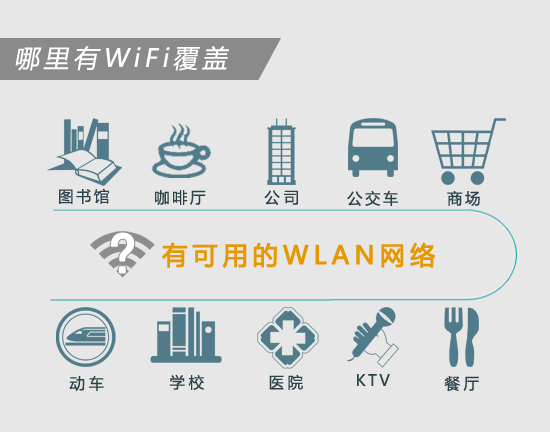 哪里有WiFi覆盖
图书馆 咖啡厅 公司 公交车 商场
? 有可用的WLAN网络
动车 学校 医院 KTV 餐厅